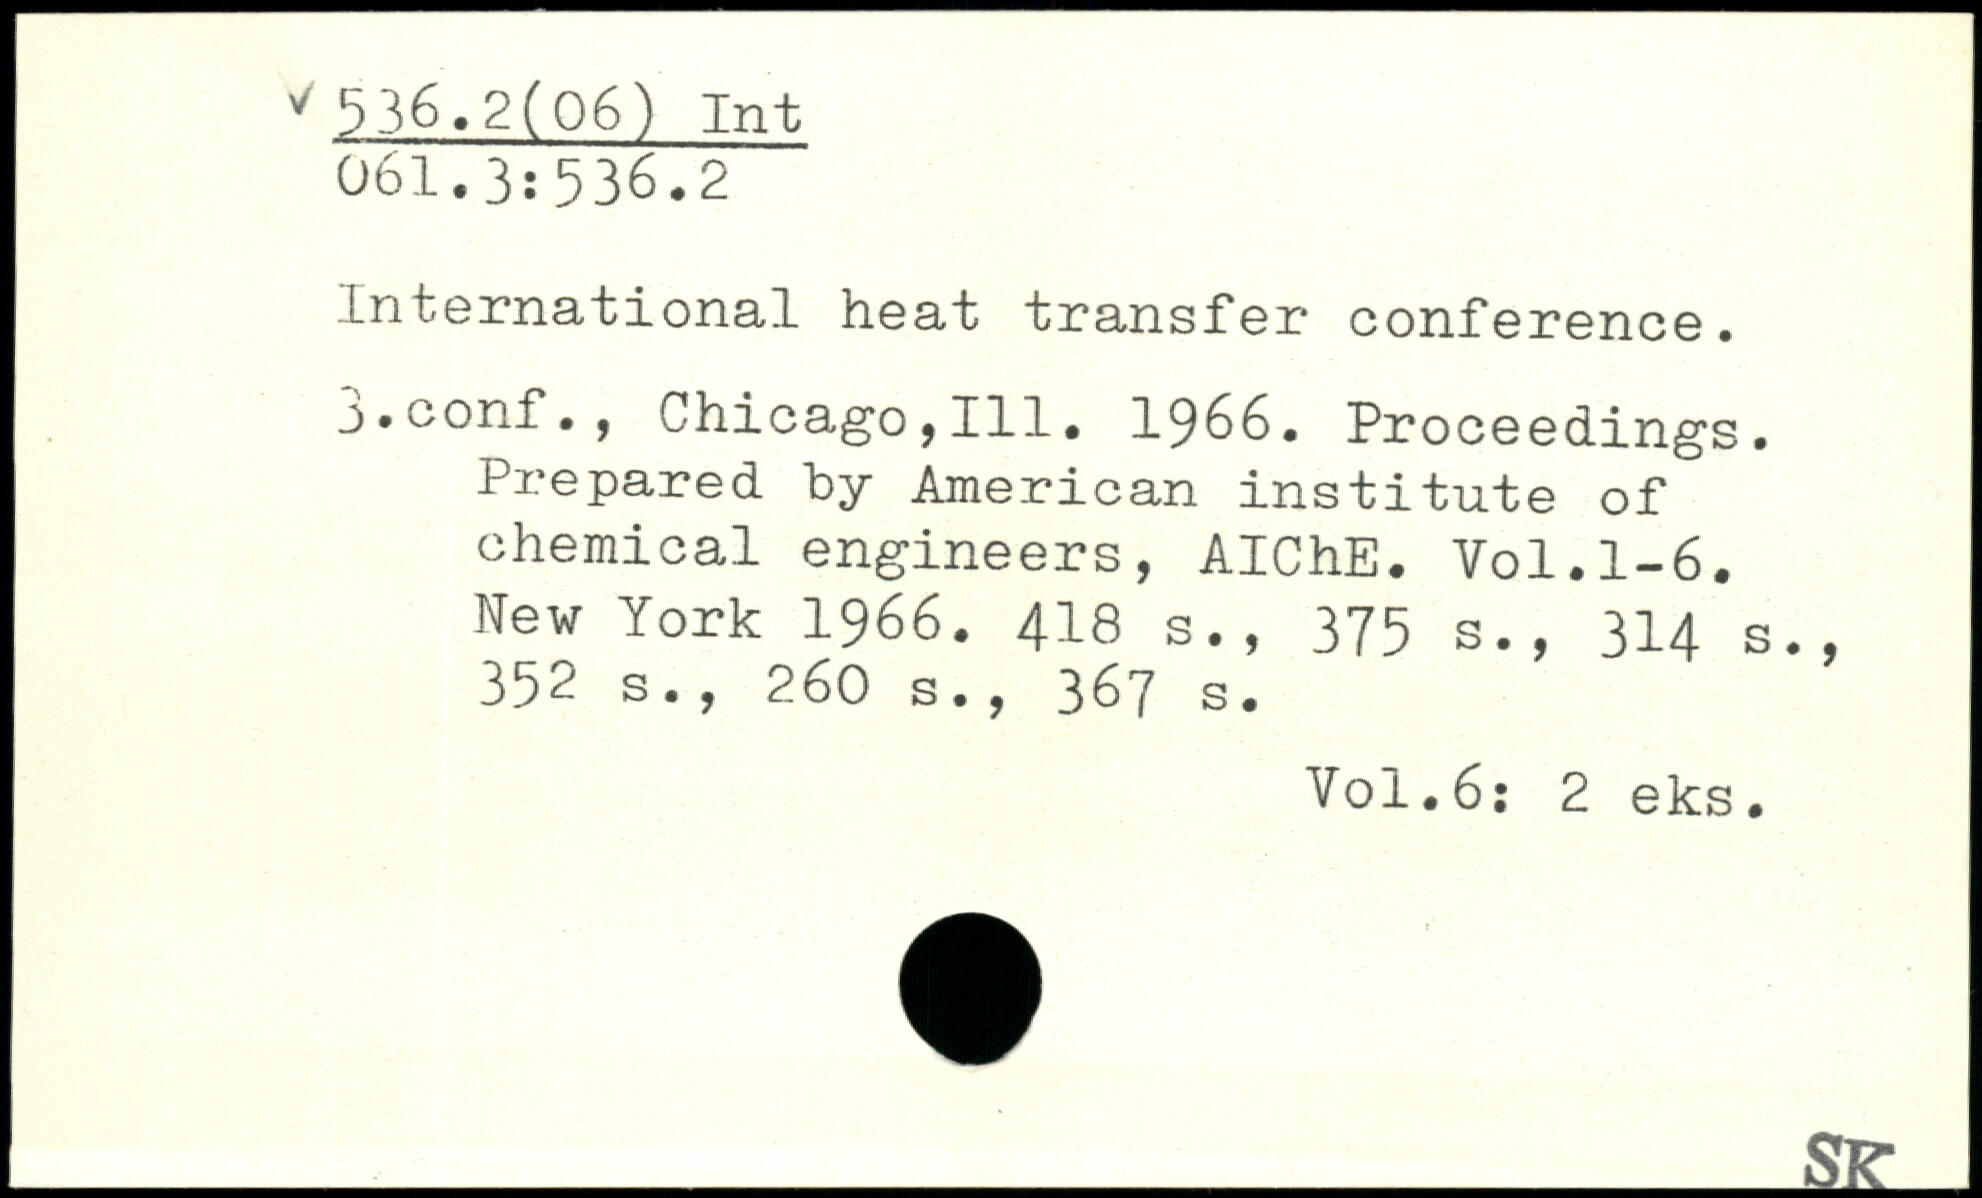 536.2(06) Int
061.3:536.2
International heat transfer conference.
3.conf., Chicago,Ill. 1966. Proceedings.
Prepared by American institute of
chemical engineers, AIChE. Vol.1-6.
New York 1966. 418 s., 375 s., 314 s.,
352 s., 260 s., 367 s.
Vol.6: 2 eks.
SK